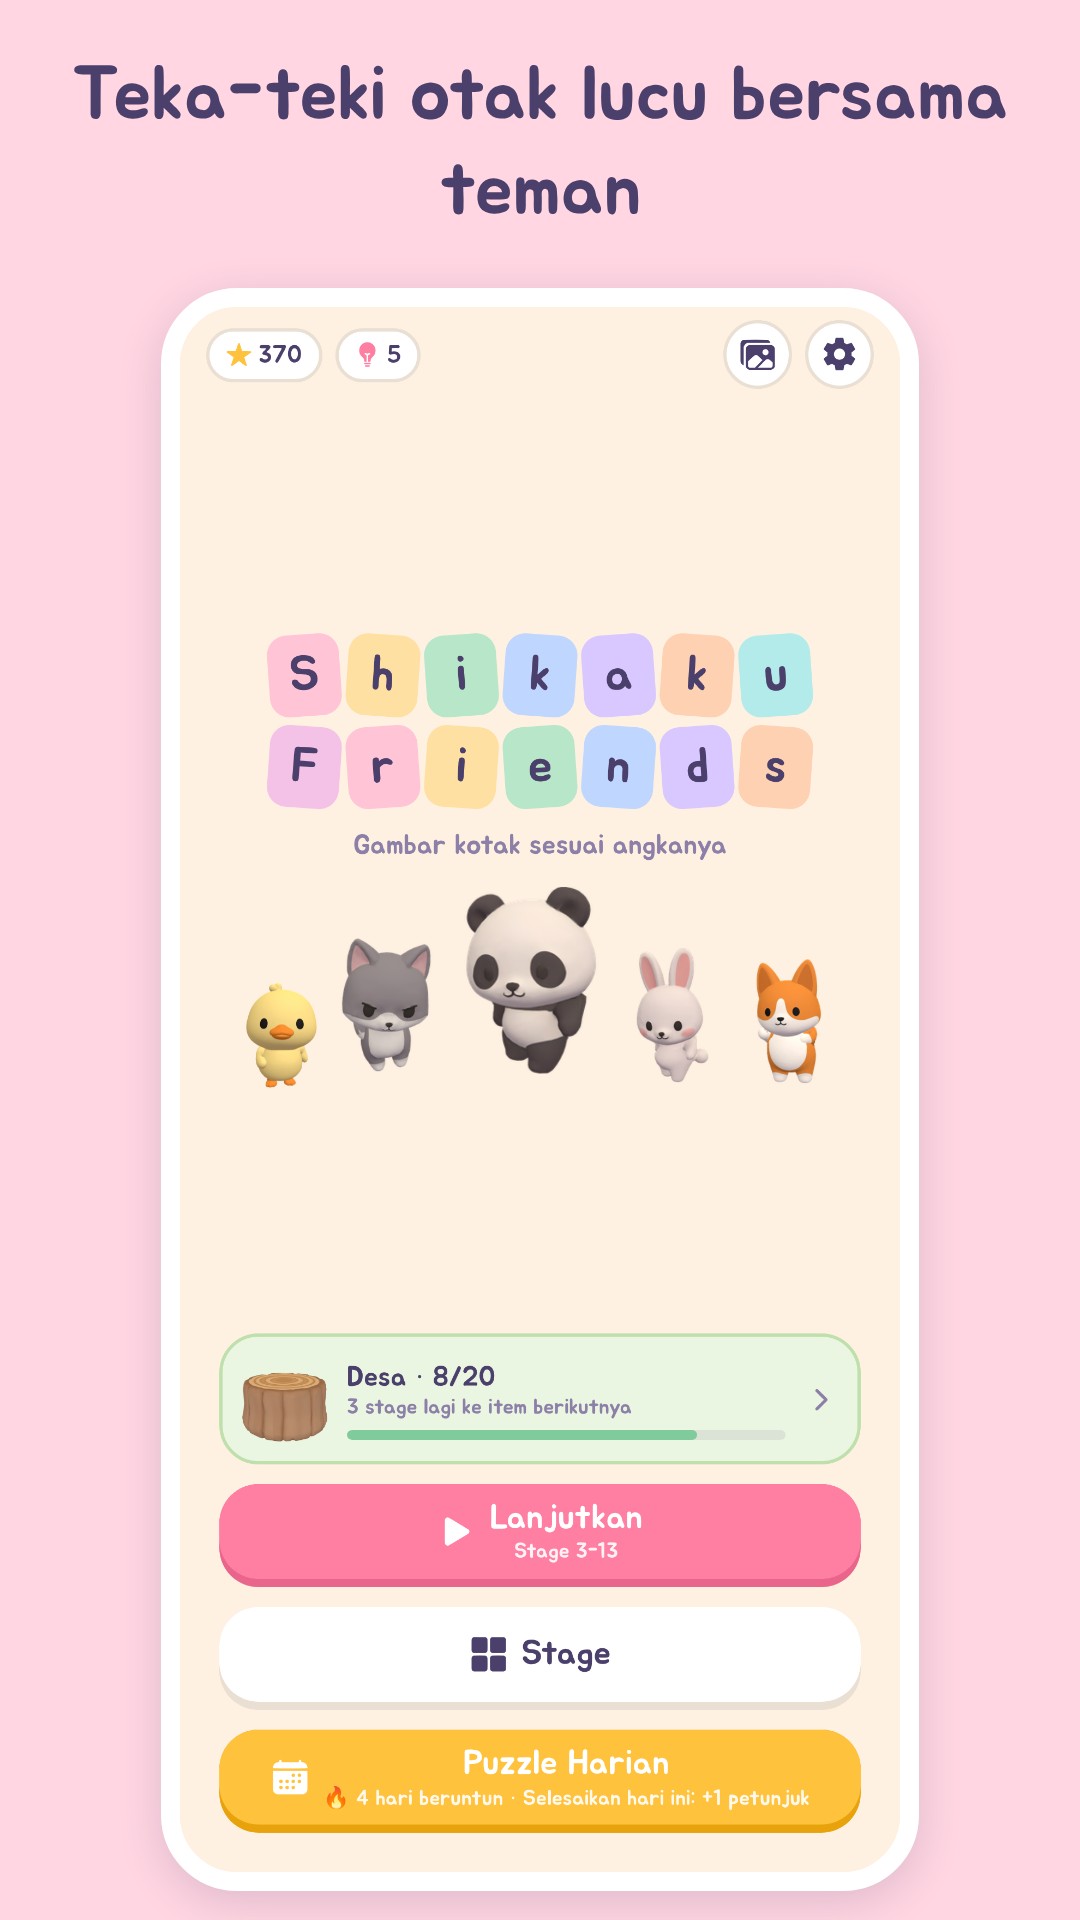 Teka-teki otak lucu bersama
teman
370
5
Shikaku
Friends
Gambar kotak sesuai angkanya
Desa · 8/20
3 stage lagi ke item berikutnya
Lanjutkan
Stage 3-13
Stage
Puzzle Harian
🔥 4 hari beruntun · Selesaikan hari ini: +1 petunjuk